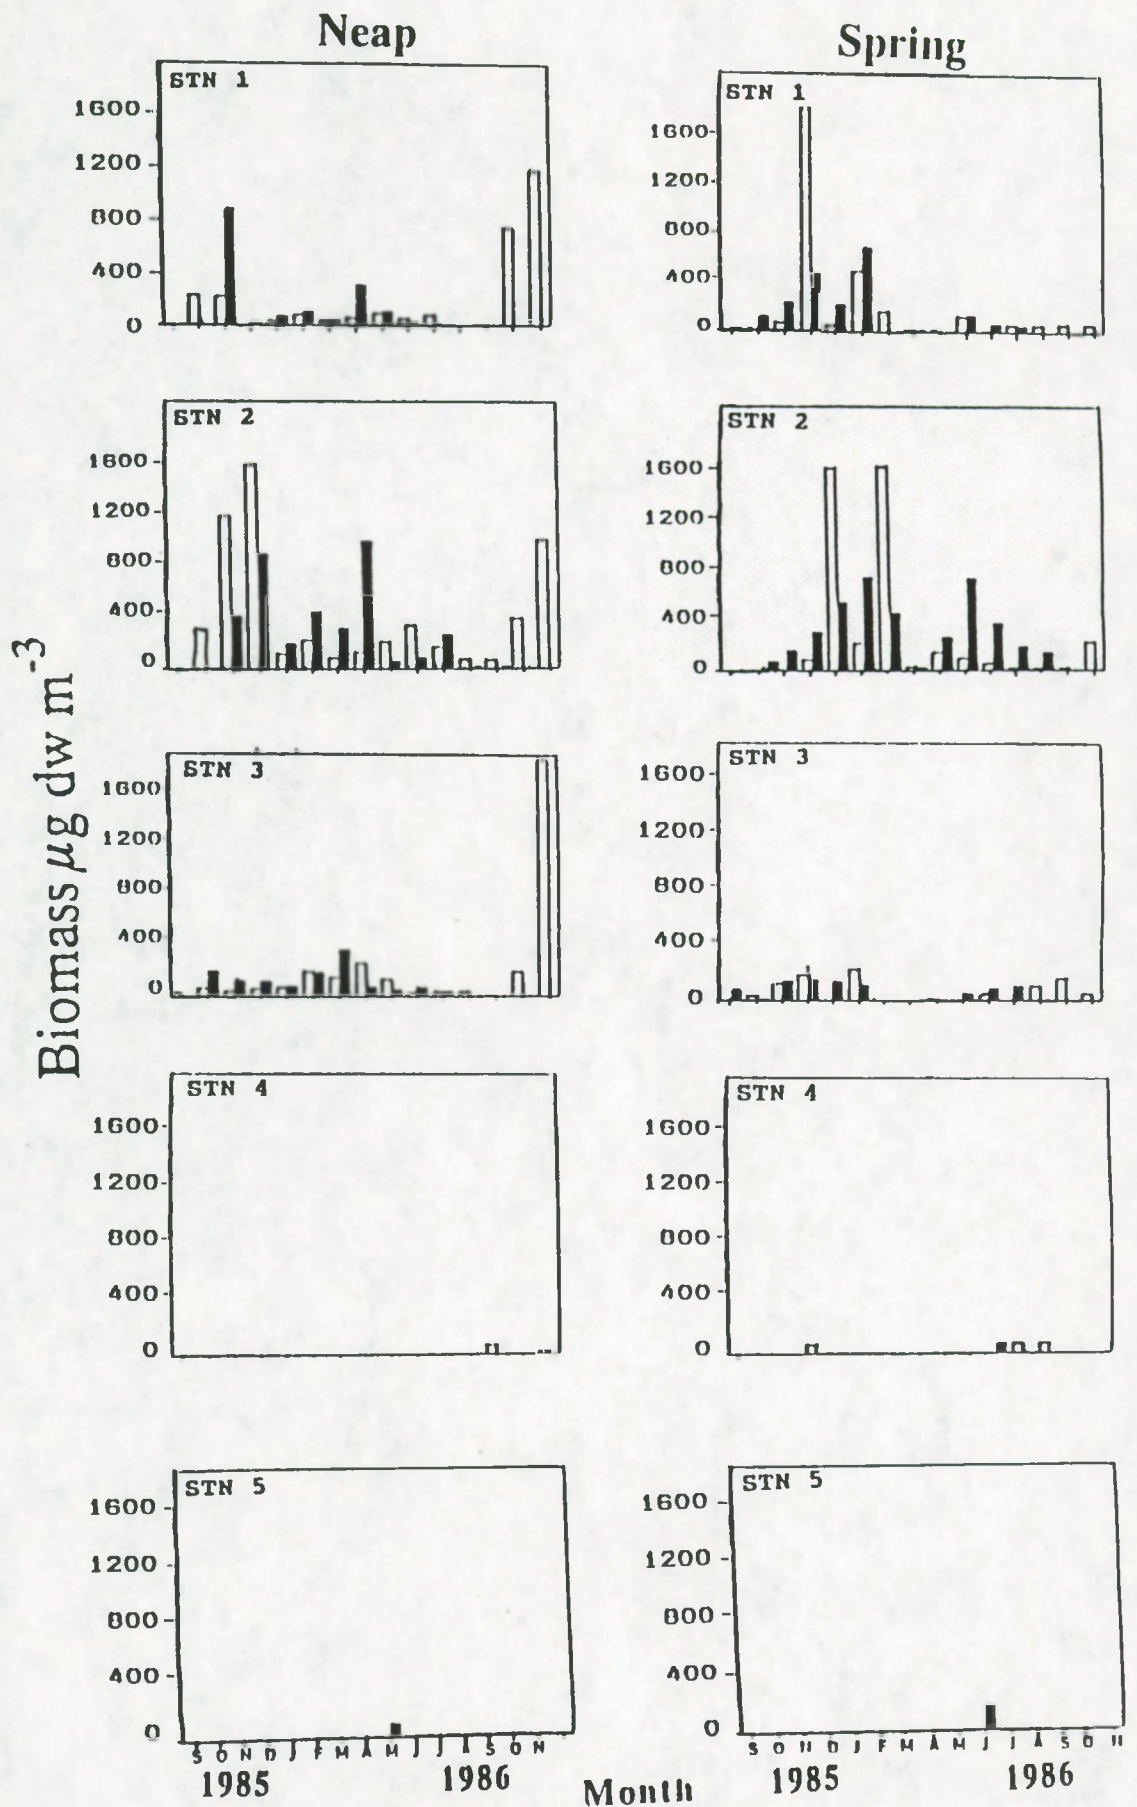 Neap Spring
STN 1 STN 1
1600 1600
1200 1200
800 800
400 400
0 0
STN 2 STN 2
1600 1600
1200 1200
800 800
400 400
0 0
Biomass µg dw m-3
STN 3 STN 3
1600 1600
1200 1200
800 800
400 400
0 0
STN 4 STN 4
1600 1600
1200 1200
800 800
400 400
0 0
STN 5 STN 5
1600 1600
1200 1200
800 800
400 400
0 0
S O N D J F M A M J J A S O N S O N D J F M A M J J A S O N
1985 1986 Month 1985 1986